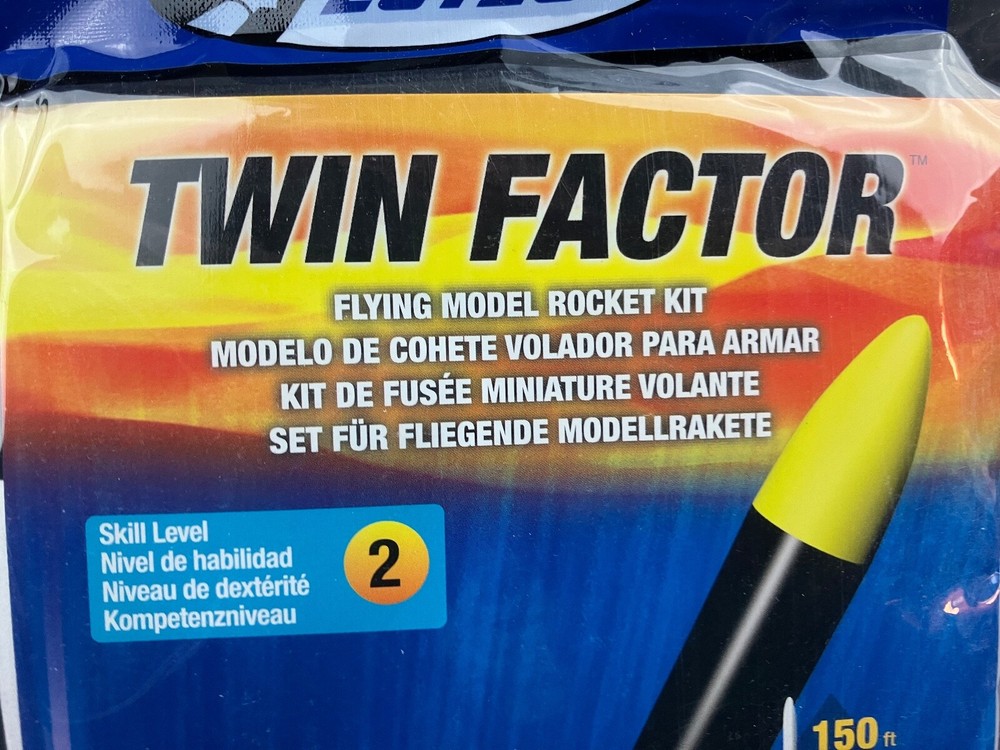 TWIN FACTOR™
FLYING MODEL ROCKET KIT
MODELO DE COHETE VOLADOR PARA ARMAR
KIT DE FUSÉE MINIATURE VOLANTE
SET FÜR FLIEGENDE MODELLRAKETE
Skill Level
Nivel de habilidad
Niveau de dextérité
Kompetenzniveau
2
150 ft